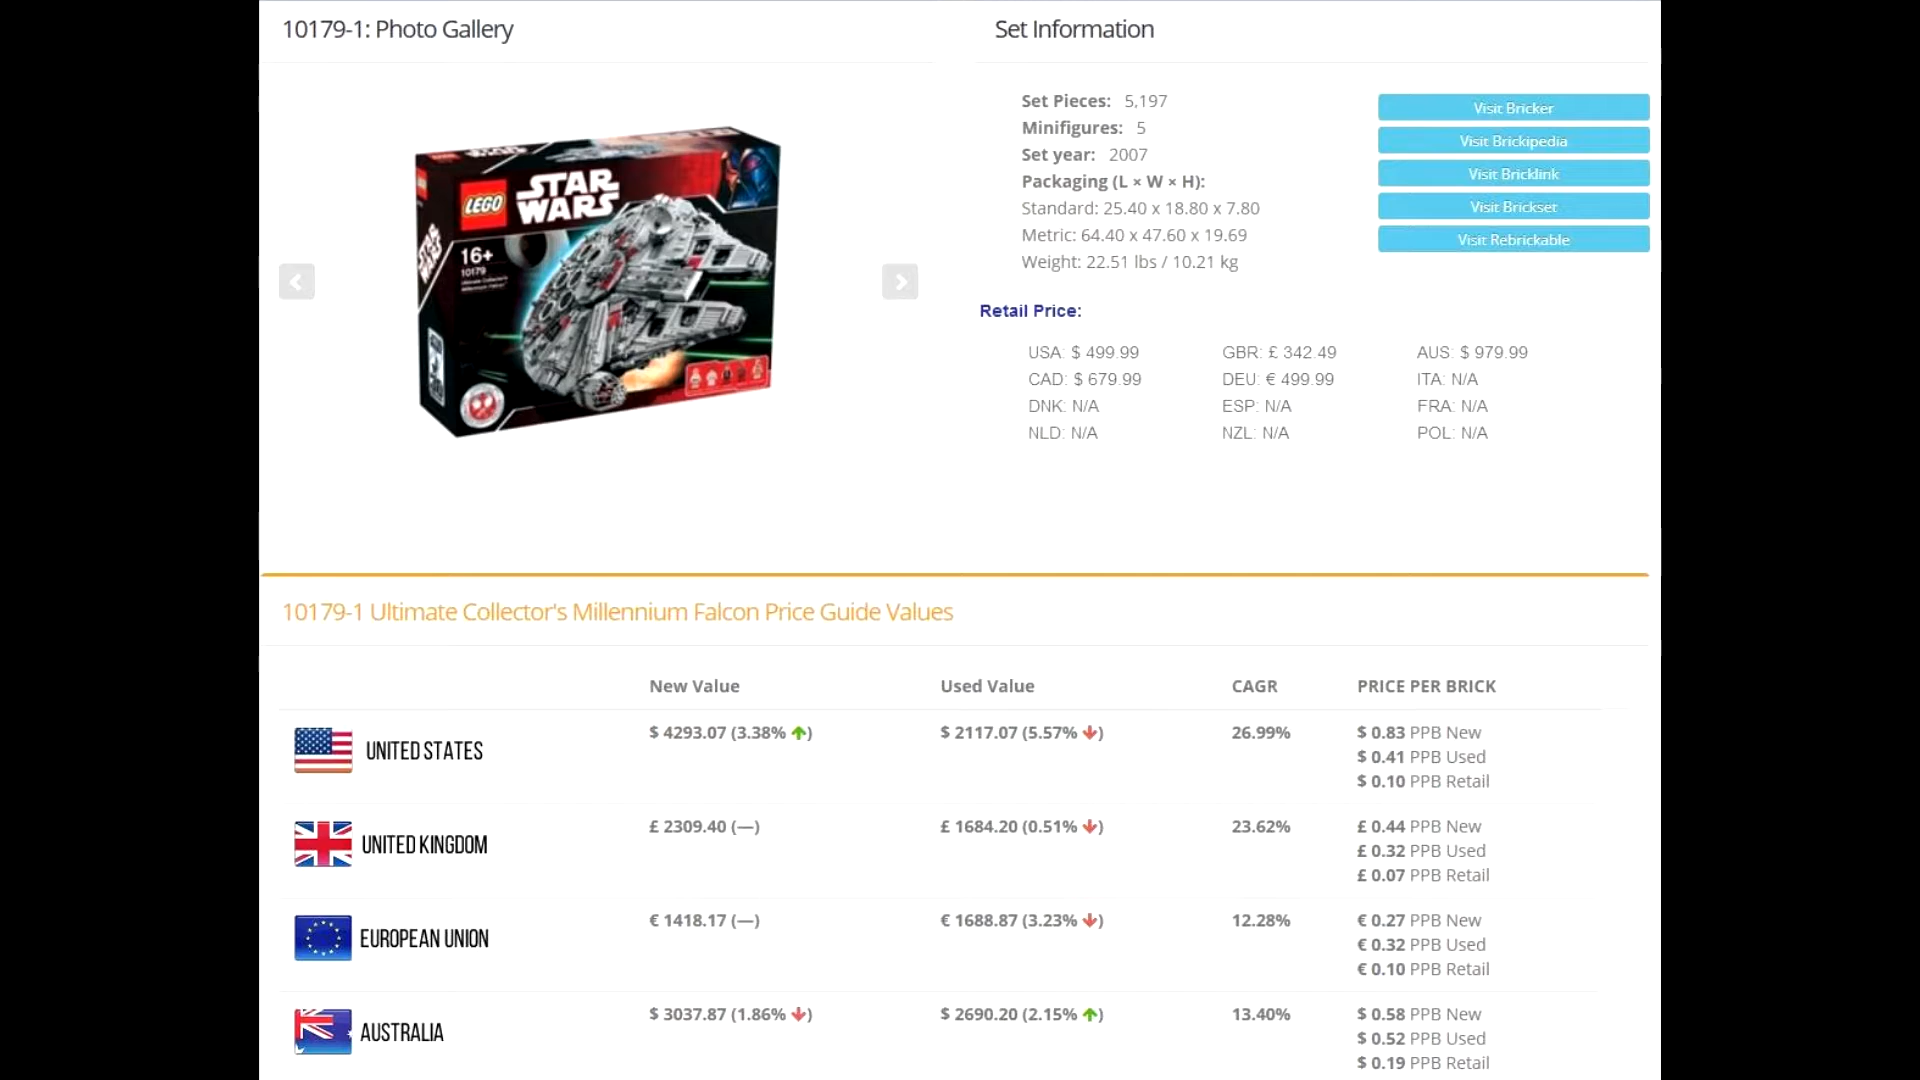 10179-1: Photo Gallery
Set Information
LEGO
STAR WARS
16+
10179
Ultimate Collector's
Millennium Falcon
STAR WARS
Set Pieces: 5,197
Minifigures: 5
Set year: 2007
Packaging (L × W × H):
Standard: 25.40 x 18.80 x 7.80
Metric: 64.40 x 47.60 x 19.69
Weight: 22.51 lbs / 10.21 kg
Visit Bricker
Visit Brickipedia
Visit Bricklink
Visit Brickset
Visit Rebrickable
Retail Price:
USA: $ 499.99 GBR: £ 342.49 AUS: $ 979.99
CAD: $ 679.99 DEU: € 499.99 ITA: N/A
DNK: N/A ESP: N/A FRA: N/A
NLD: N/A NZL: N/A POL: N/A
10179-1 Ultimate Collector's Millennium Falcon Price Guide Values
New Value Used Value CAGR PRICE PER BRICK
UNITED STATES $ 4293.07 (3.38% ↑) $ 2117.07 (5.57% ↓) 26.99% $ 0.83 PPB New
$ 0.41 PPB Used
$ 0.10 PPB Retail
UNITED KINGDOM £ 2309.40 (—) £ 1684.20 (0.51% ↓) 23.62% £ 0.44 PPB New
£ 0.32 PPB Used
£ 0.07 PPB Retail
EUROPEAN UNION € 1418.17 (—) € 1688.87 (3.23% ↓) 12.28% € 0.27 PPB New
€ 0.32 PPB Used
€ 0.10 PPB Retail
AUSTRALIA $ 3037.87 (1.86% ↓) $ 2690.20 (2.15% ↑) 13.40% $ 0.58 PPB New
$ 0.52 PPB Used
$ 0.19 PPB Retail